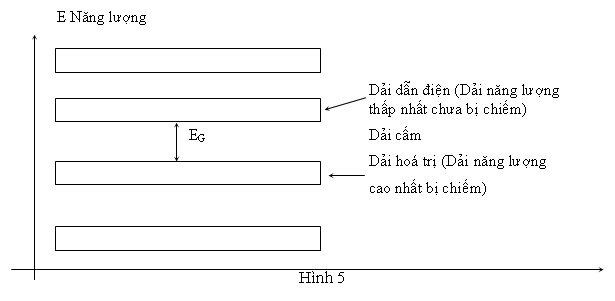 E Năng lượng
Dải dẫn điện (Dải năng lượng
thấp nhất chưa bị chiếm)
E_G
Dải cấm
Dải hoá trị (Dải năng lượng
cao nhất bị chiếm)
Hình 5